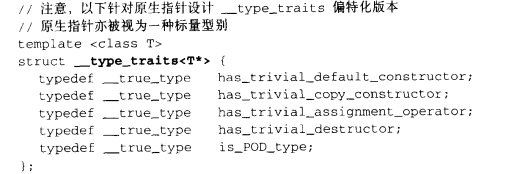 // 注意，以下针对原生指针设计 __type_traits 偏特化版本
// 原生指针亦被视为一种标量型别
template <class T>
struct __type_traits<T*> {
typedef __true_type has_trivial_default_constructor;
typedef __true_type has_trivial_copy_constructor;
typedef __true_type has_trivial_assignment_operator;
typedef __true_type has_trivial_destructor;
typedef __true_type is_POD_type;
};